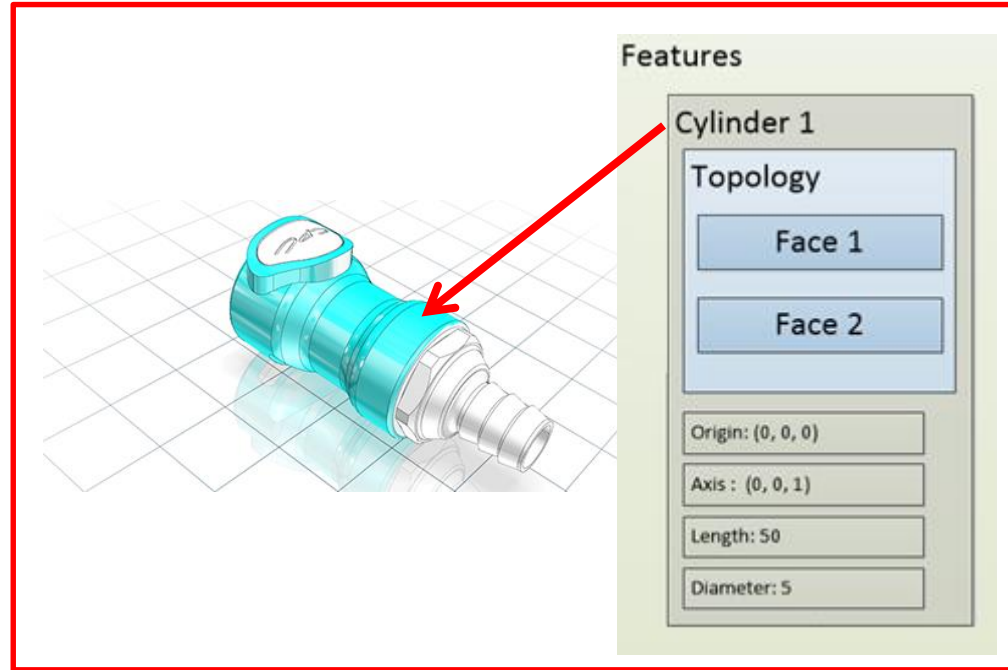 Features
Cylinder 1
Topology
Face 1
Face 2
Origin: (0, 0, 0)
Axis : (0, 0, 1)
Length: 50
Diameter: 5